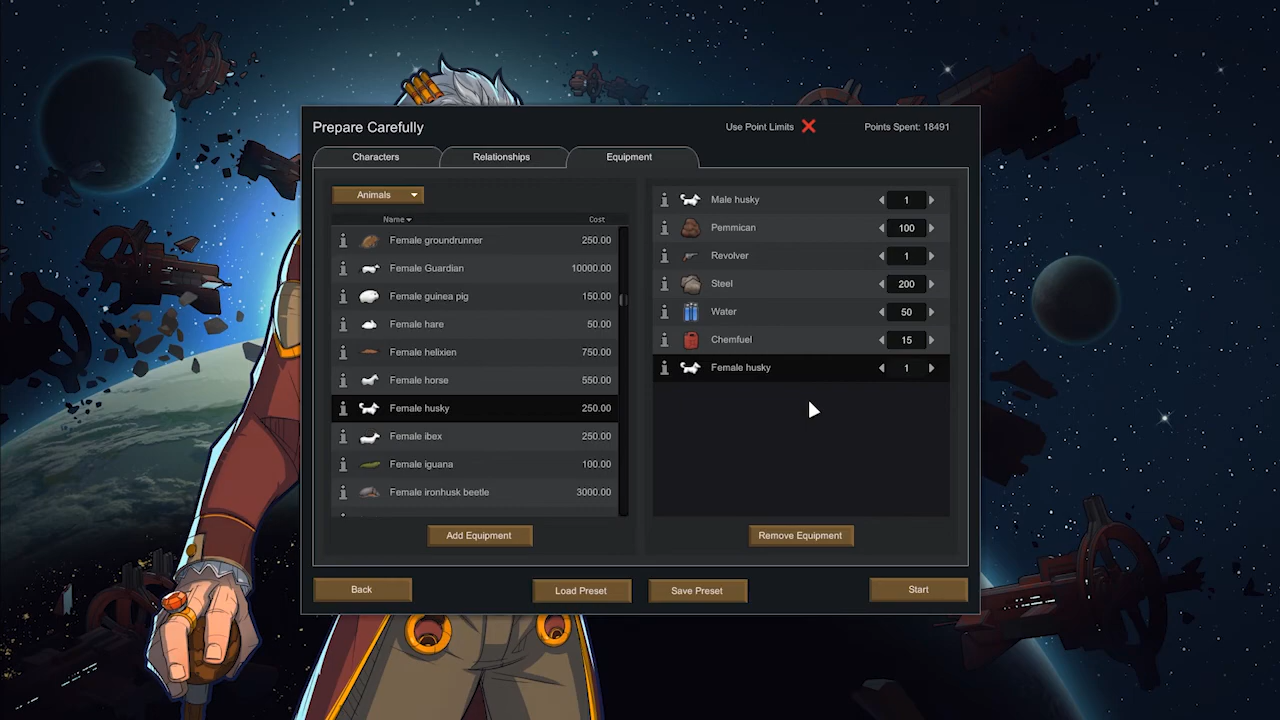 Prepare Carefully
Use Point Limits
Points Spent: 18491
Characters
Relationships
Equipment
Animals
Name
Cost
Female groundrunner 250.00
Female Guardian 10000.00
Female guinea pig 150.00
Female hare 50.00
Female helixien 750.00
Female horse 550.00
Female husky 250.00
Female ibex 250.00
Female iguana 100.00
Female ironhusk beetle 3000.00
Add Equipment
Male husky 1
Pemmican 100
Revolver 1
Steel 200
Water 50
Chemfuel 15
Female husky 1
Remove Equipment
Back
Load Preset
Save Preset
Start